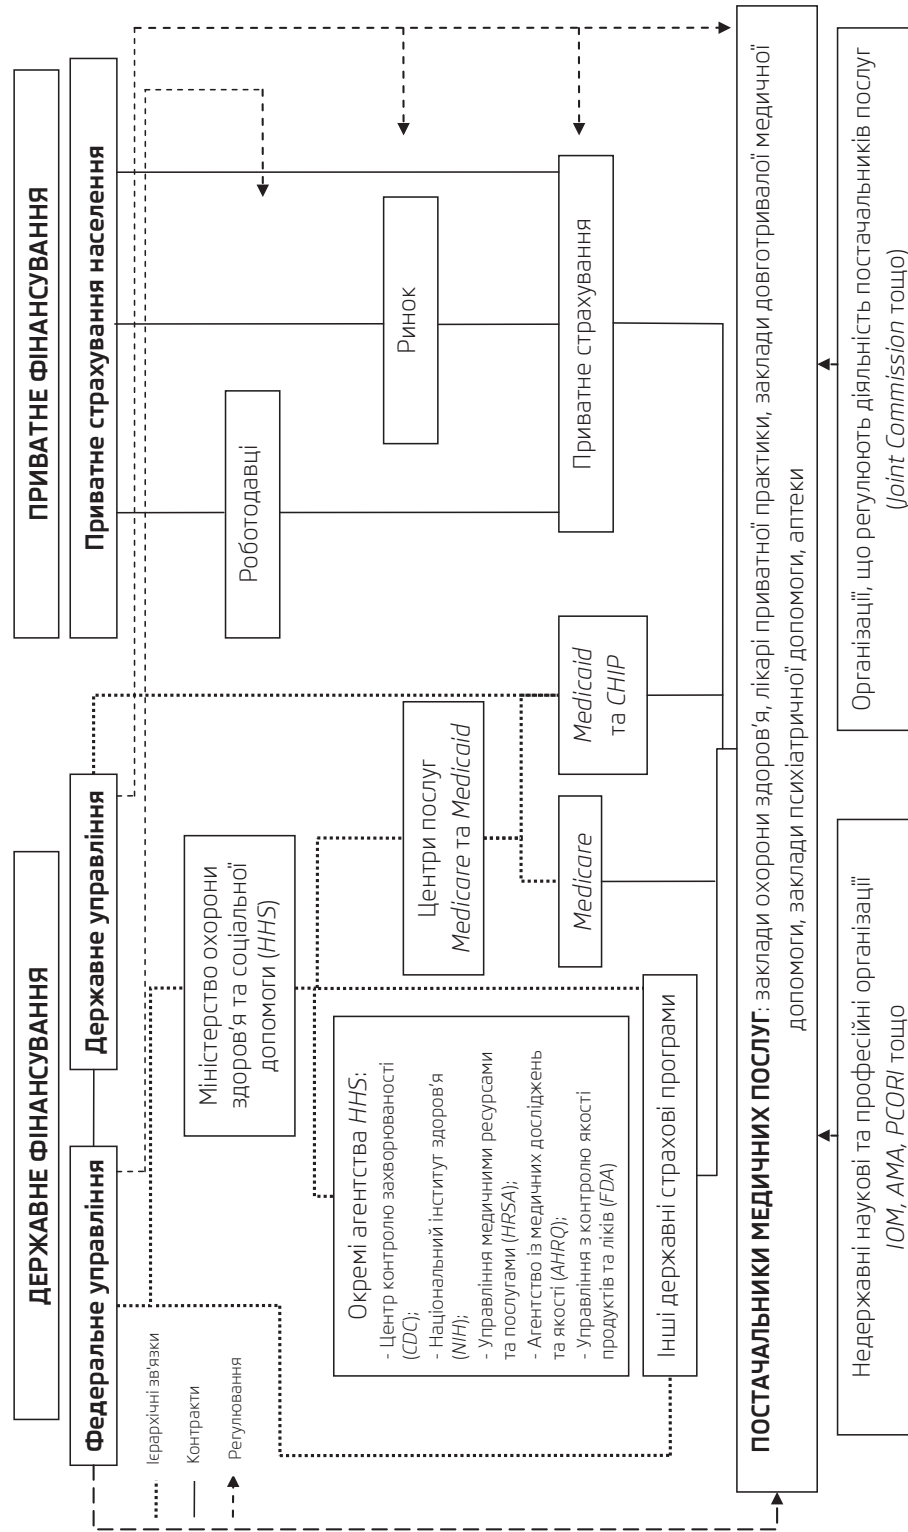 ДЕРЖАВНЕ ФІНАНСУВАННЯ
ПРИВАТНЕ ФІНАНСУВАННЯ
Федеральне управління
Державне управління
Приватне страхування населення
Ієрархічні зв'язки
Контракти
Регулювання
Міністерство охорони
здоров'я та соціальної
допомоги (HHS)
Роботодавці
Окремі агентства HHS:
- Центр контролю захворюваності
(CDC);
- Національний інститут здоров'я
(NIH);
- Управління медичними ресурсами
та послугами (HRSA);
- Агентство із медичних досліджень
та якості (AHRQ);
- Управління з контролю якості
продуктів та ліків (FDA)
Центри послуг
Medicare та Medicaid
Ринок
Medicare
Medicaid
та CHIP
Приватне страхування
Інші державні страхові програми
ПОСТАЧАЛЬНИКИ МЕДИЧНИХ ПОСЛУГ: заклади охорони здоров'я, лікарі приватної практики, заклади довготривалої медичної
допомоги, заклади психіатричної допомоги, аптеки
Недержавні наукові та професійні організації
IOM, AMA, PCORI тощо
Організації, що регулюють діяльність постачальників послуг
(Joint Commission тощо)